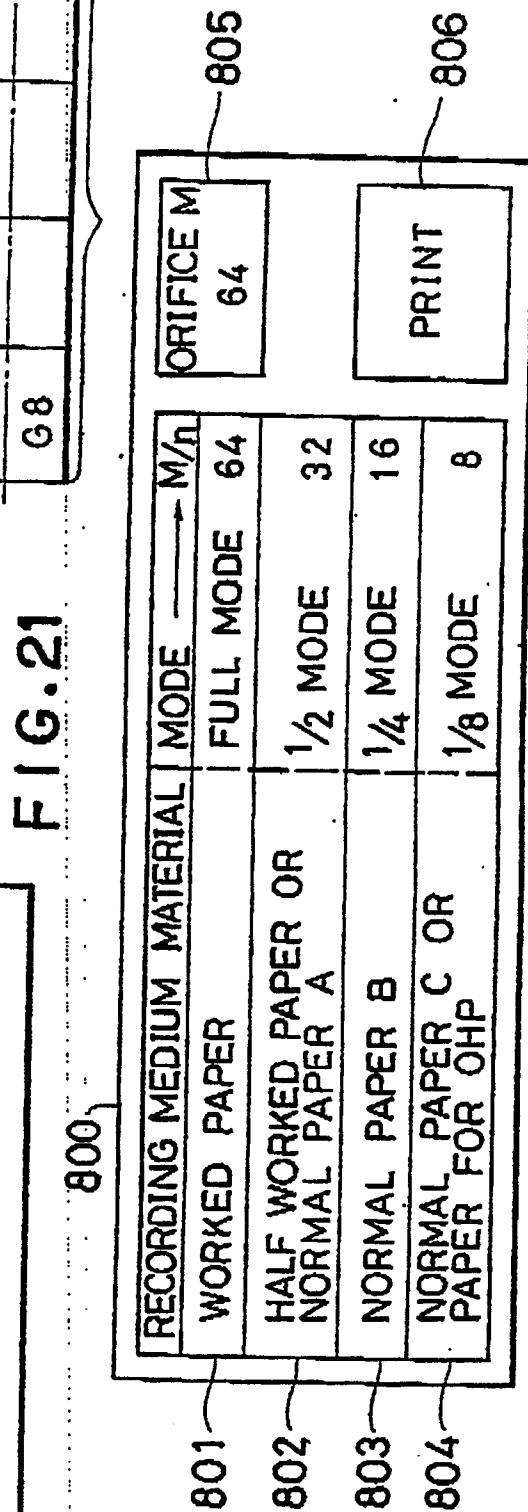 G8
FIG.21
800
RECORDING MEDIUM MATERIAL MODE → M/n
801 WORKED PAPER FULL MODE 64
802 HALF WORKED PAPER OR
NORMAL PAPER A 1/2 MODE 32
803 NORMAL PAPER B 1/4 MODE 16
804 NORMAL PAPER C OR
PAPER FOR OHP 1/8 MODE 8
ORIFICE M
64
805
PRINT
806